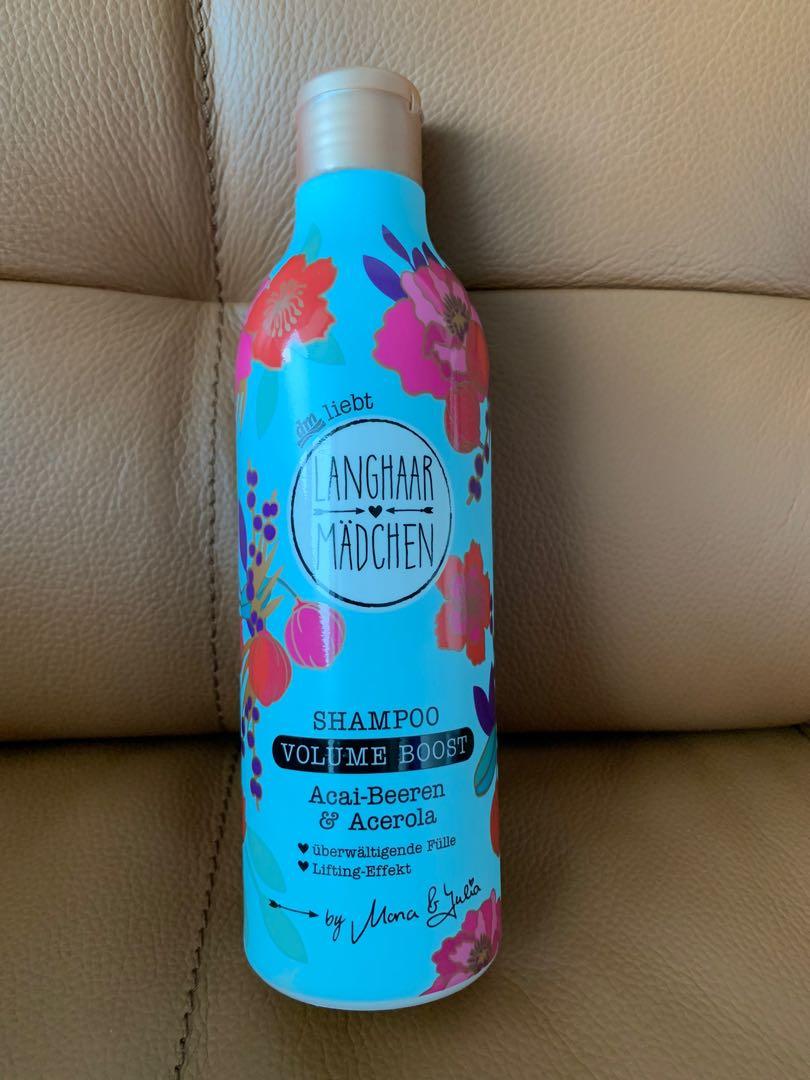 dm liebt
LANGHAAR
MÄDCHEN
SHAMPOO
VOLUME BOOST
Acai-Beeren
& Acerola
überwältigende Fülle
Lifting-Effekt
by Mona & Julia